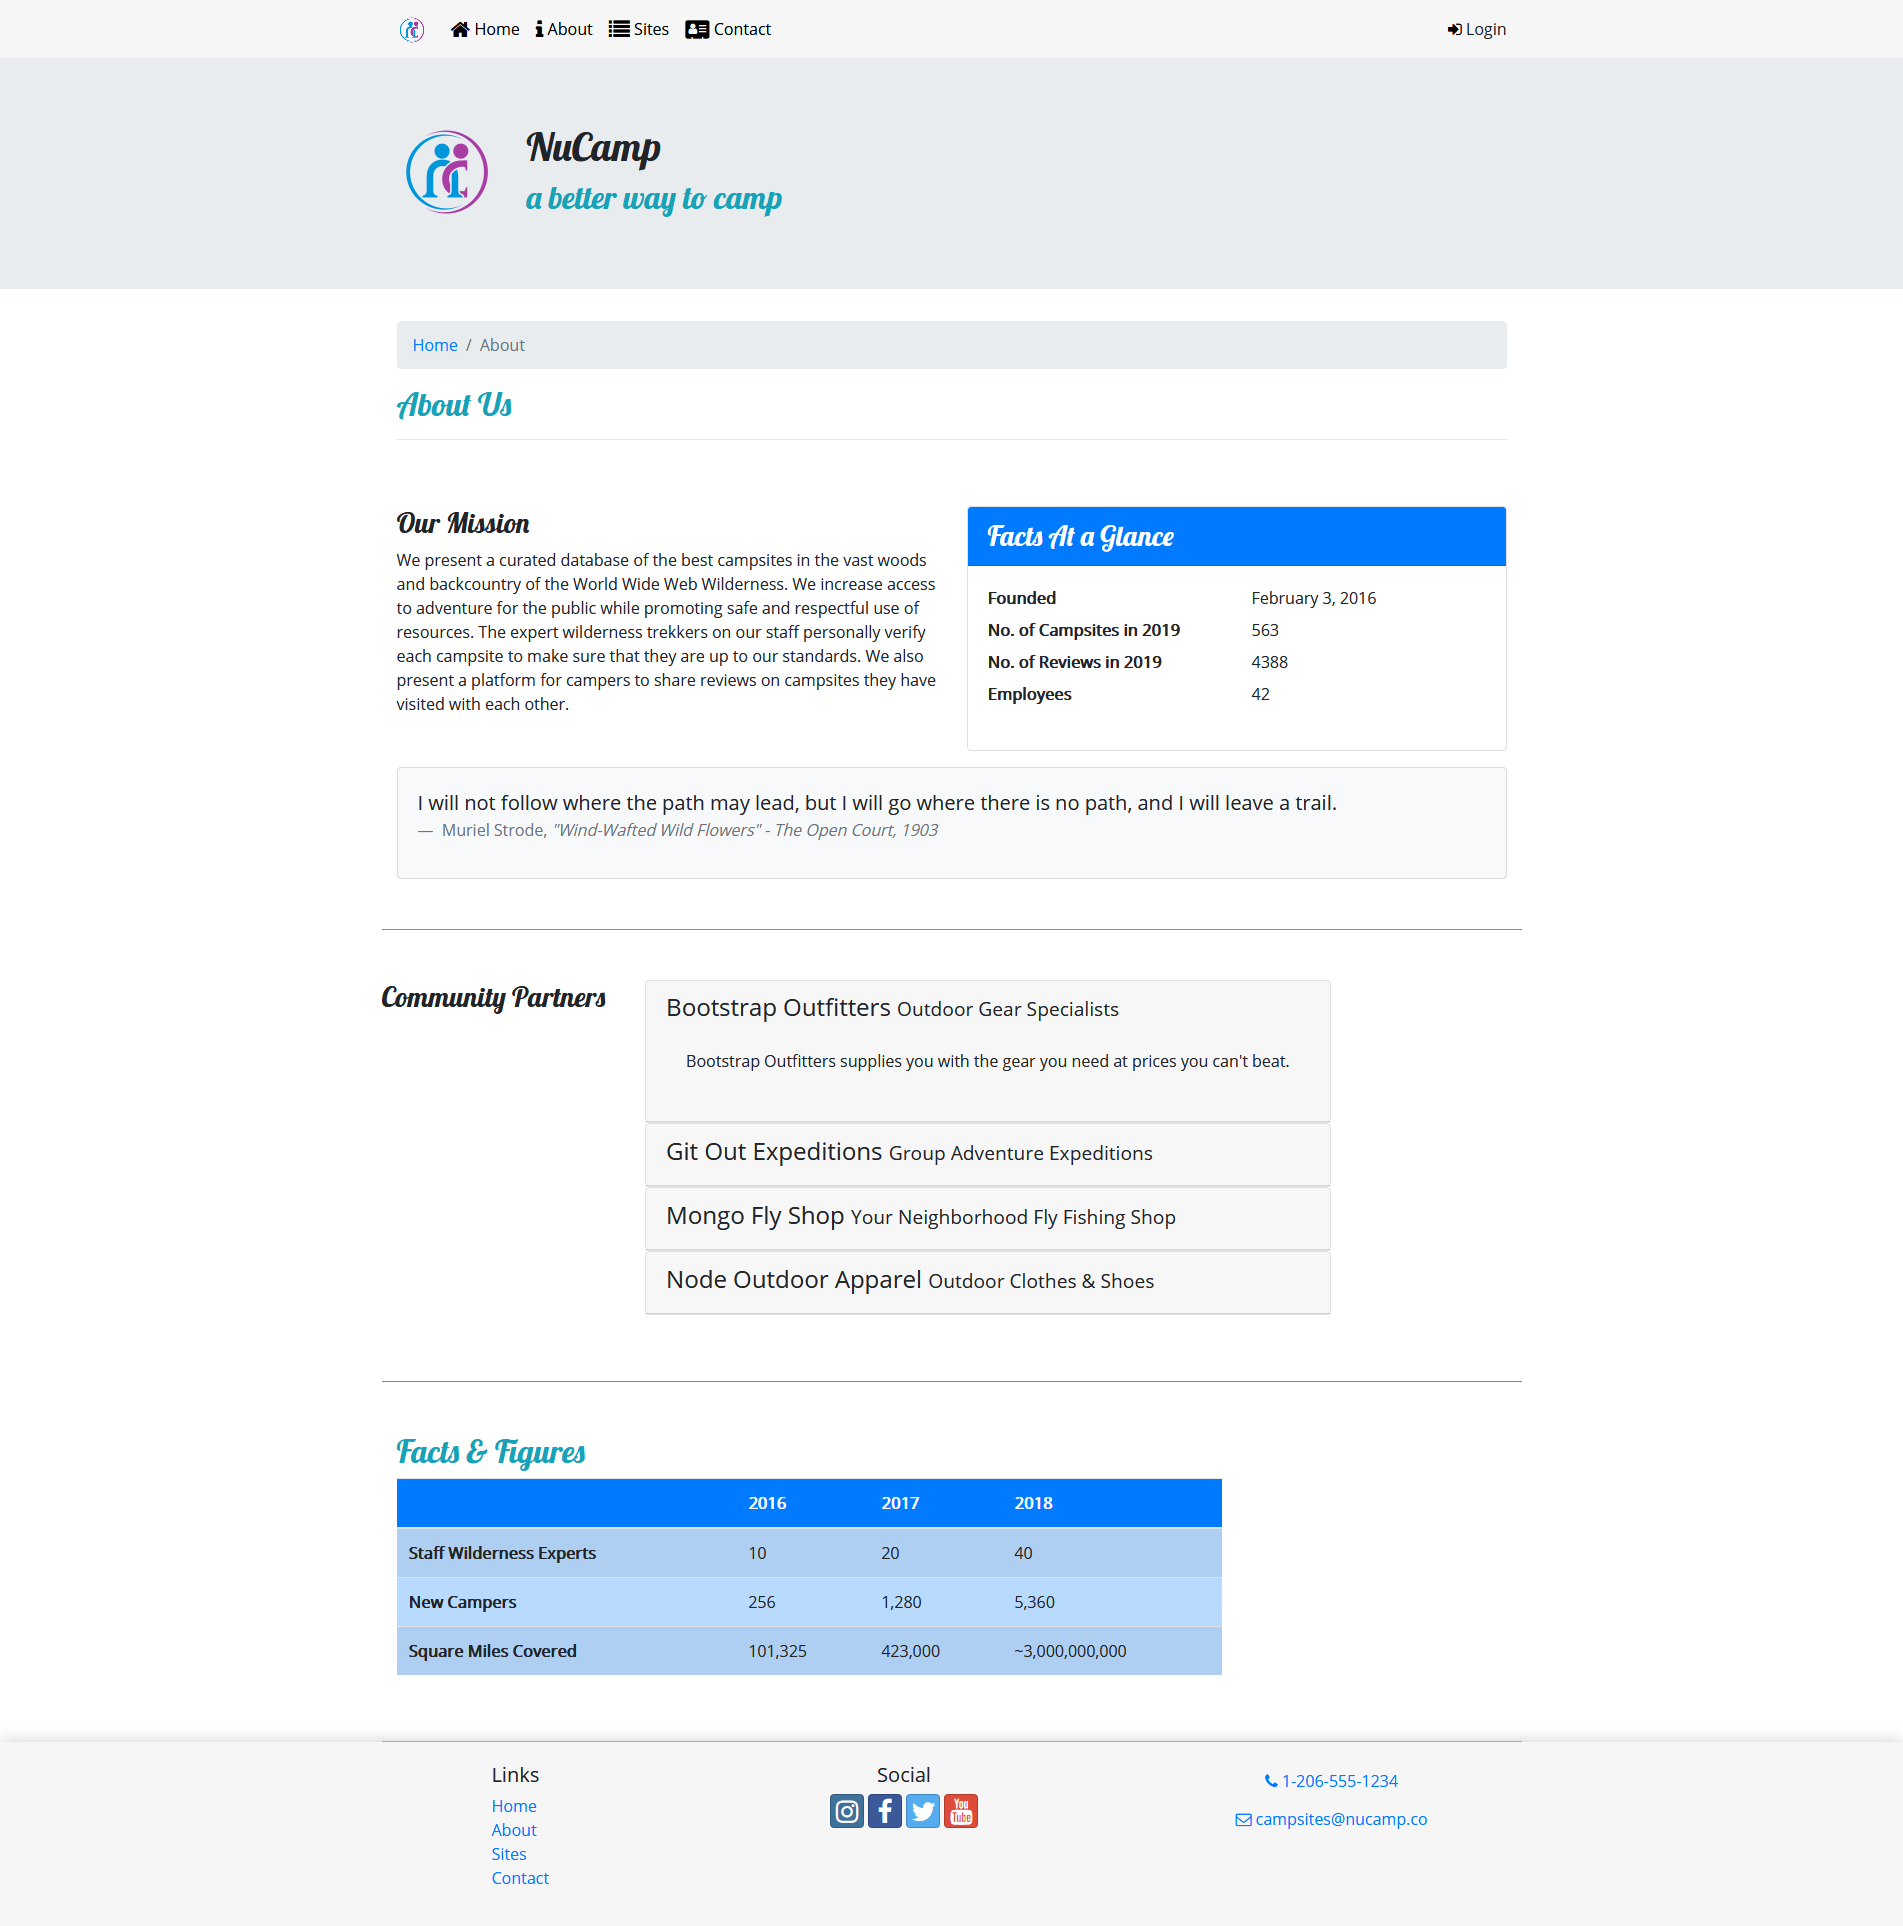 Home About Sites Contact Login
NuCamp
a better way to camp
Home / About
About Us
Our Mission
We present a curated database of the best campsites in the vast woods
and backcountry of the World Wide Web Wilderness. We increase access
to adventure for the public while promoting safe and respectful use of
resources. The expert wilderness trekkers on our staff personally verify
each campsite to make sure that they are up to our standards. We also
present a platform for campers to share reviews on campsites they have
visited with each other.
Facts At a Glance
Founded February 3, 2016
No. of Campsites in 2019 563
No. of Reviews in 2019 4388
Employees 42
I will not follow where the path may lead, but I will go where there is no path, and I will leave a trail.
— Muriel Strode, "Wind-Wafted Wild Flowers" - The Open Court, 1903
Community Partners
Bootstrap Outfitters Outdoor Gear Specialists
Bootstrap Outfitters supplies you with the gear you need at prices you can't beat.
Git Out Expeditions Group Adventure Expeditions
Mongo Fly Shop Your Neighborhood Fly Fishing Shop
Node Outdoor Apparel Outdoor Clothes & Shoes
Facts & Figures
2016 2017 2018
Staff Wilderness Experts 10 20 40
New Campers 256 1,280 5,360
Square Miles Covered 101,325 423,000 ~3,000,000,000
Links
Home
About
Sites
Contact
Social
You
Tube
1-206-555-1234
campsites@nucamp.co